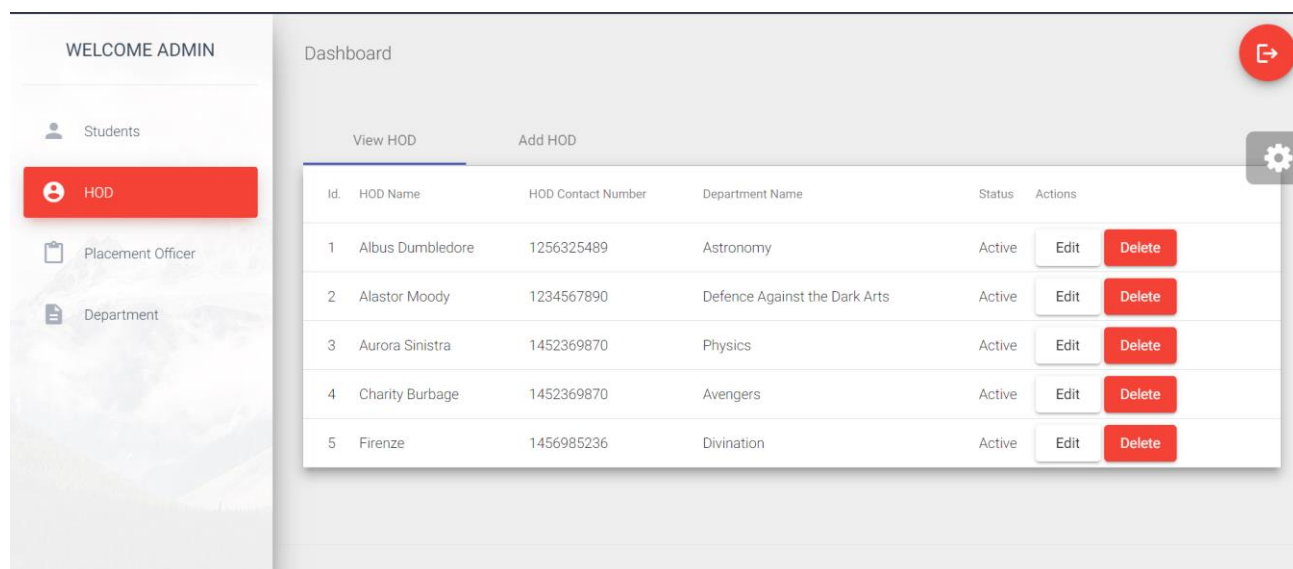 WELCOME ADMIN
Students
HOD
Placement Officer
Department
Dashboard
View HOD Add HOD
Id. HOD Name HOD Contact Number Department Name Status Actions
1 Albus Dumbledore 1256325489 Astronomy Active Edit Delete
2 Alastor Moody 1234567890 Defence Against the Dark Arts Active Edit Delete
3 Aurora Sinistra 1452369870 Physics Active Edit Delete
4 Charity Burbage 1452369870 Avengers Active Edit Delete
5 Firenze 1456985236 Divination Active Edit Delete